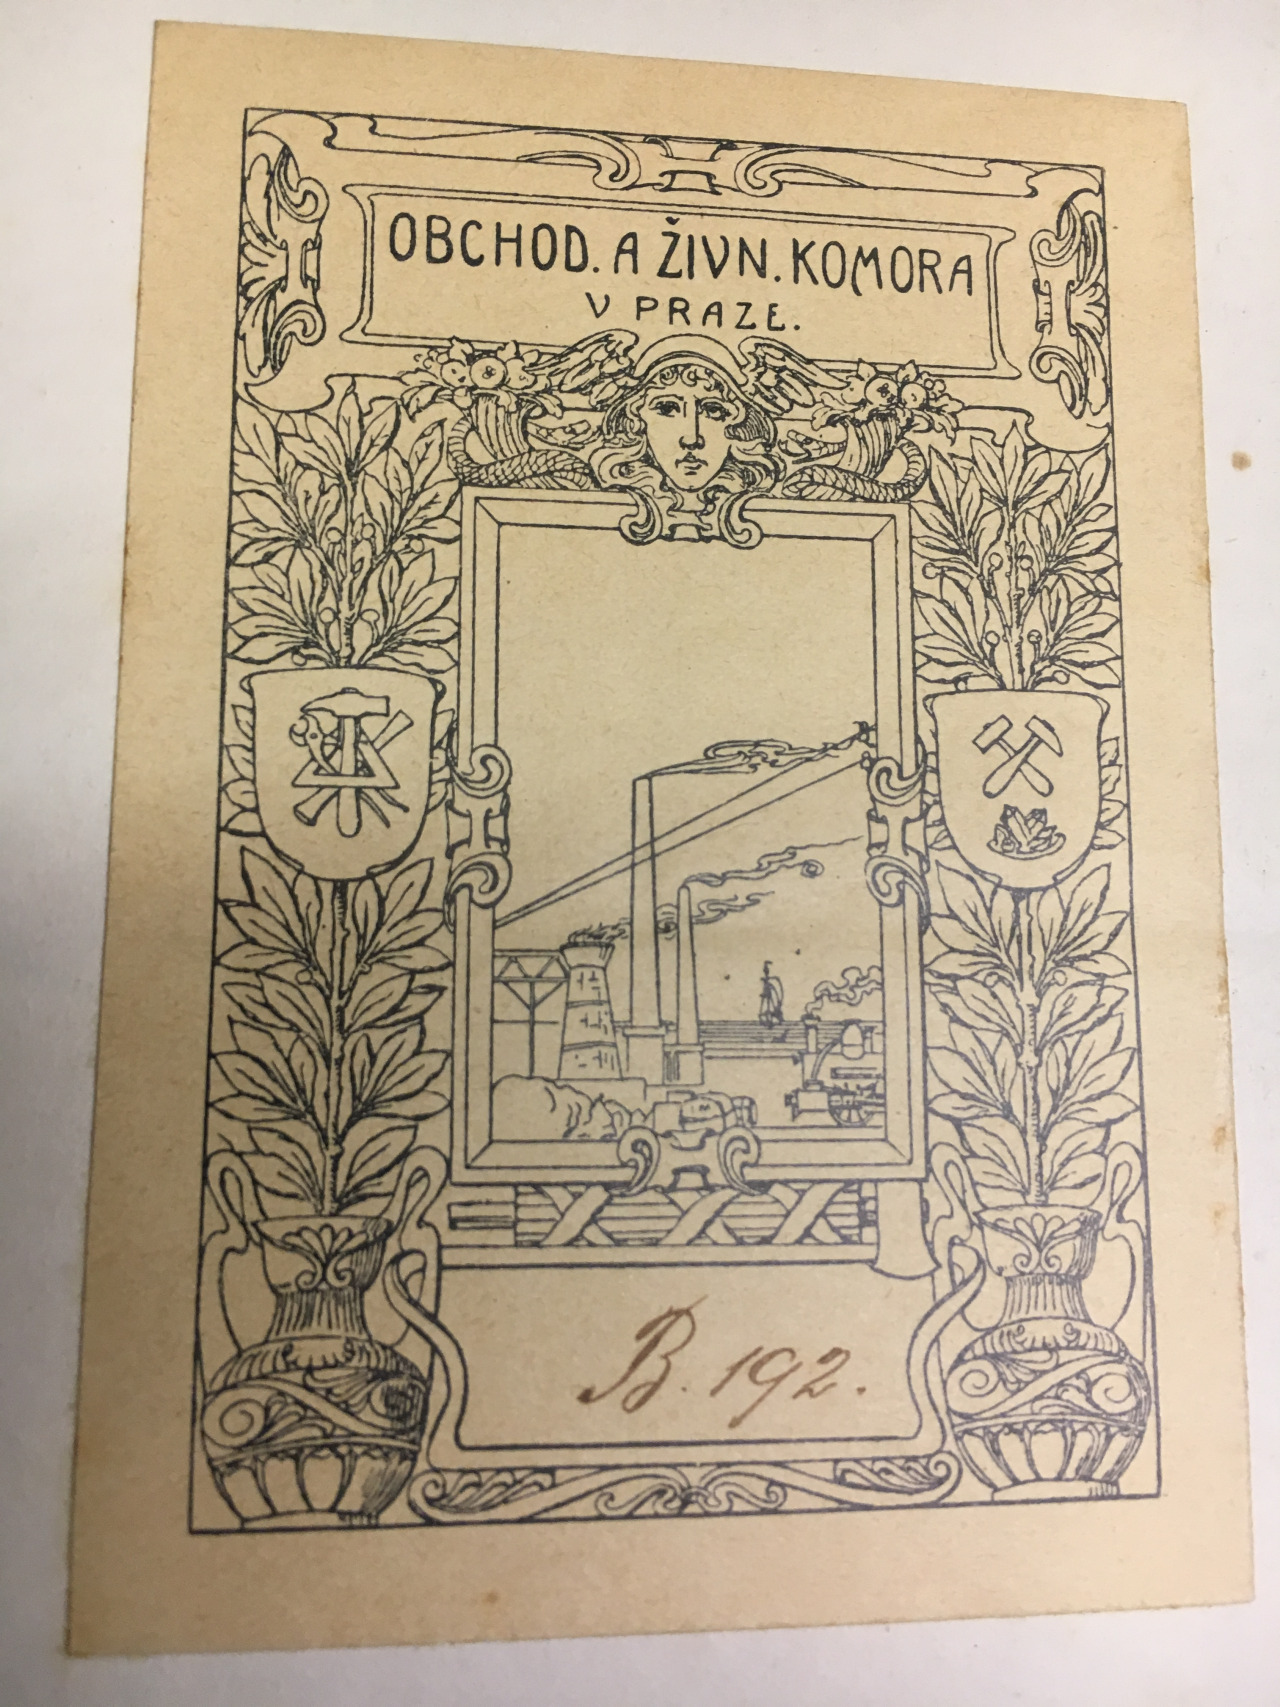 OBCHOD. A ŽIVN. KOMORA
V PRAZE.
B. 192.